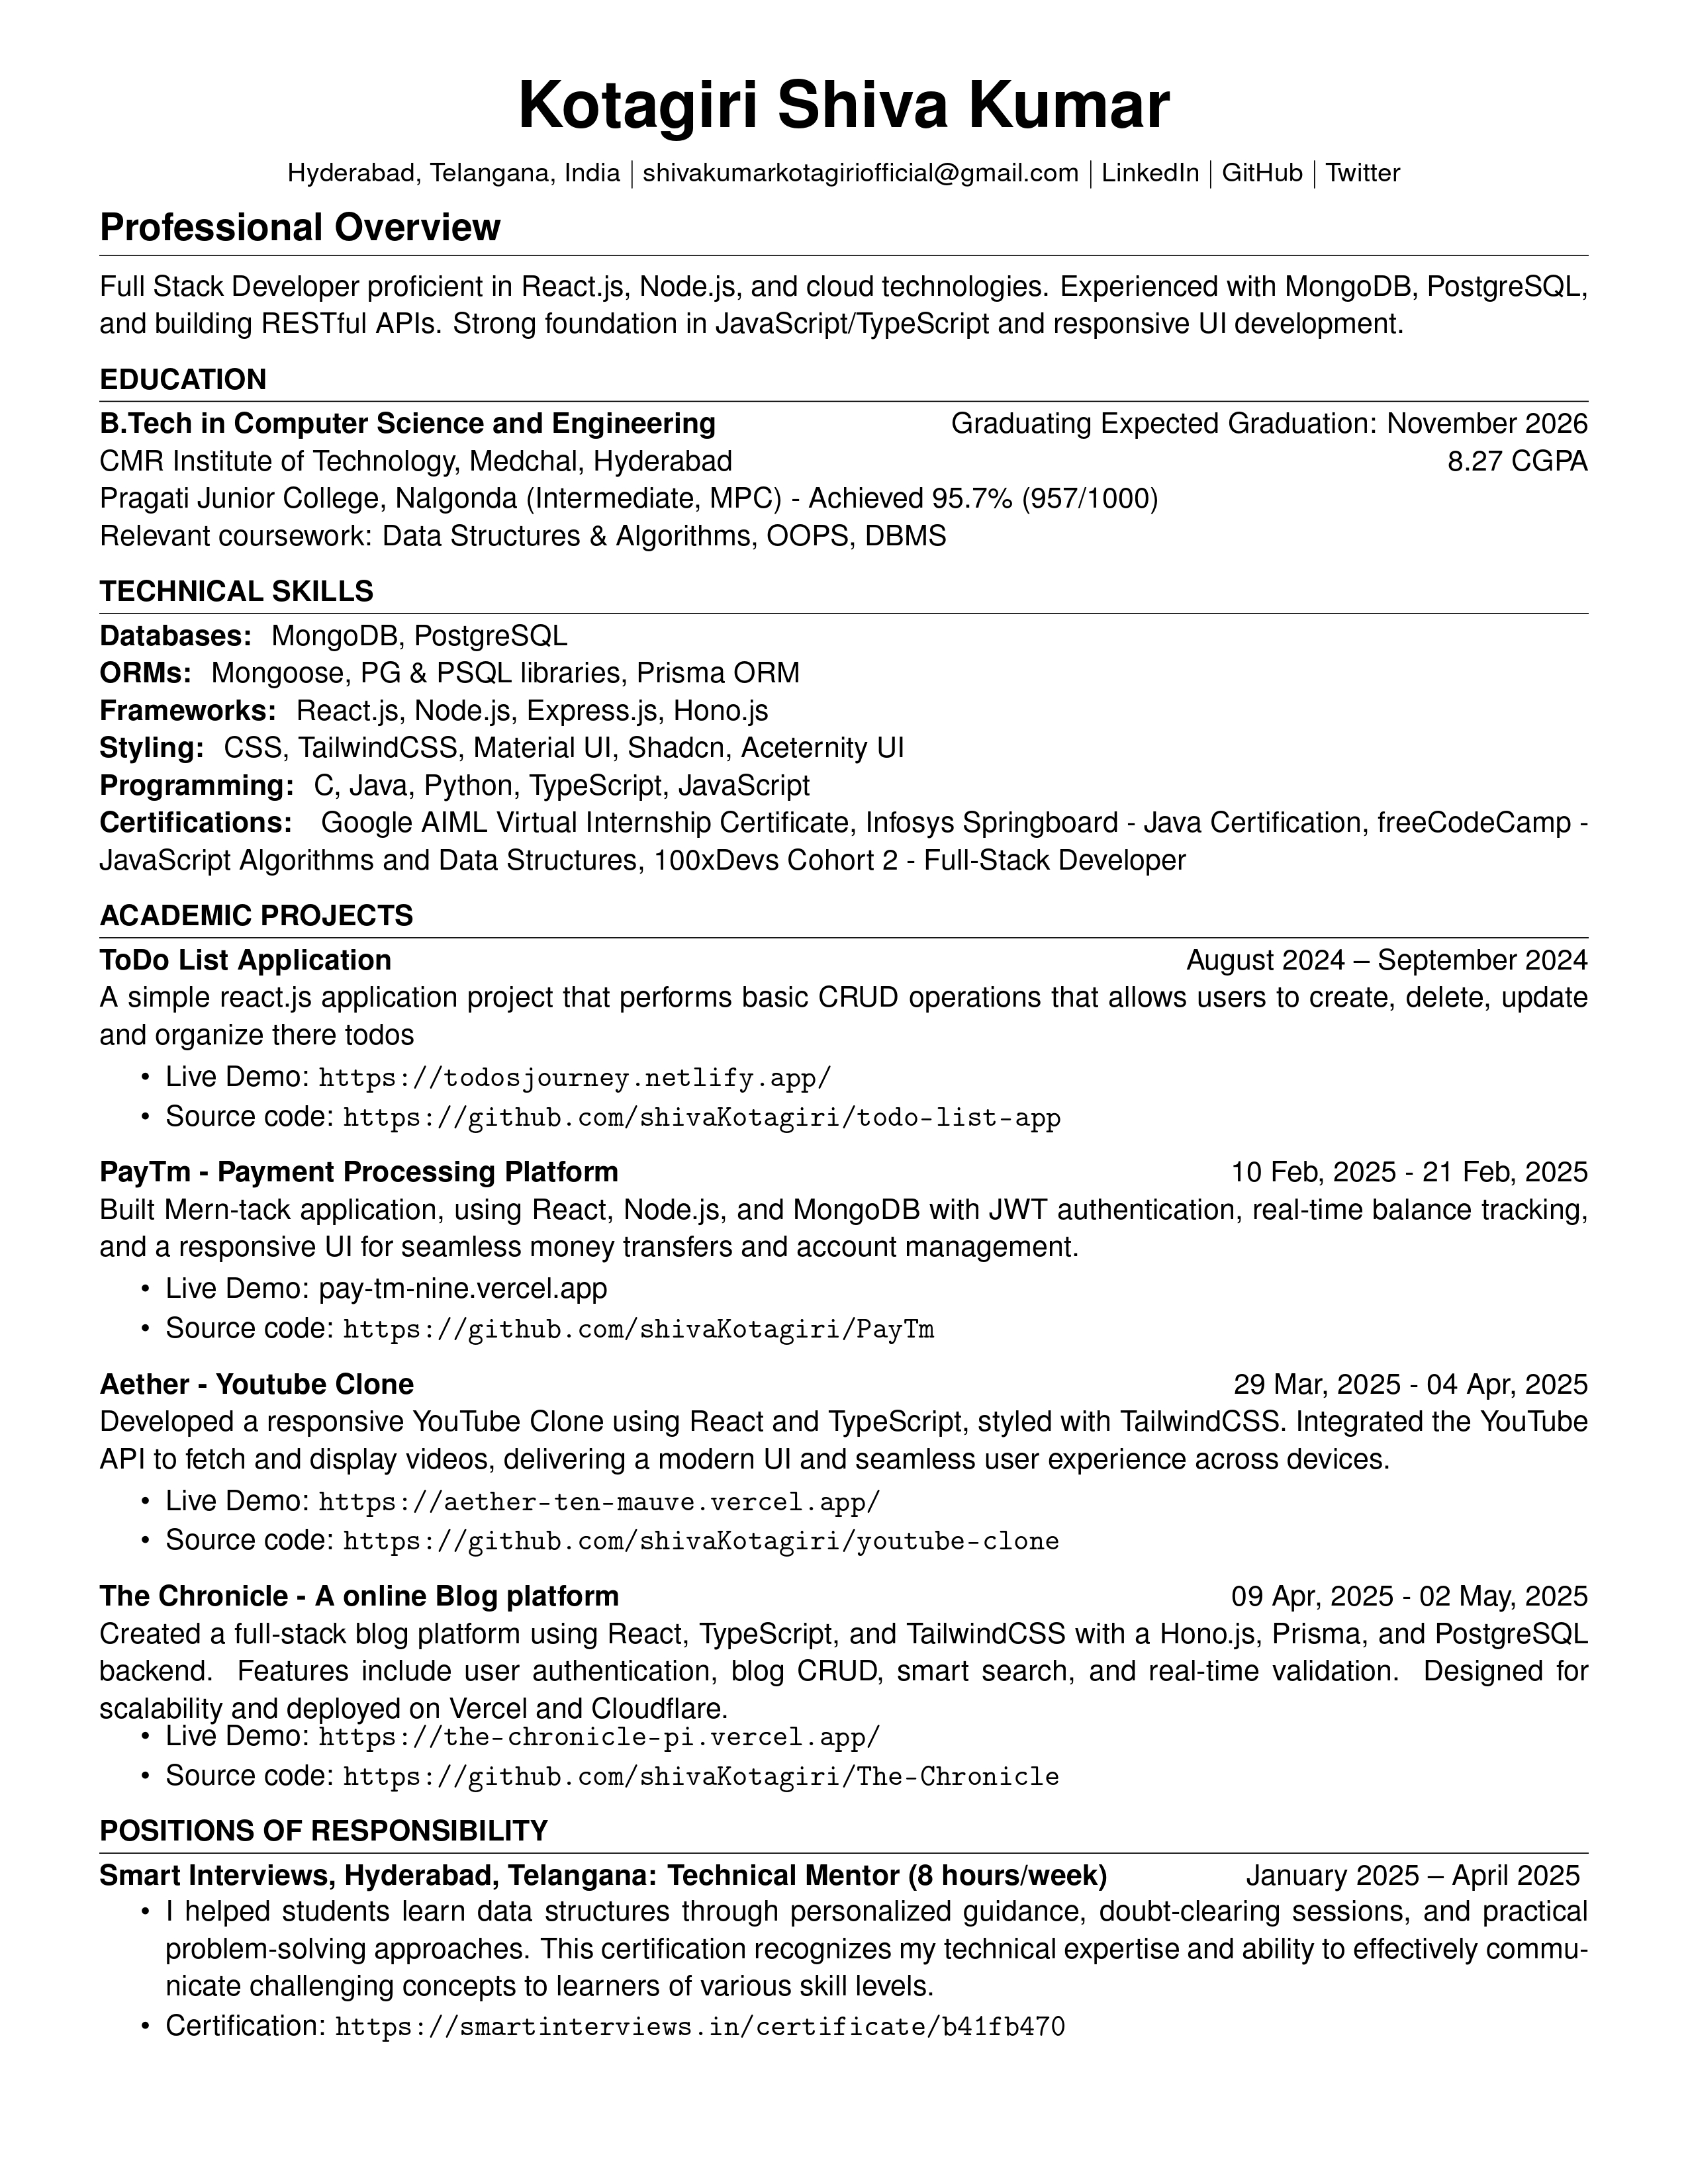 Kotagiri Shiva Kumar
Hyderabad, Telangana, India | shivakumarkotagiriofficial@gmail.com | LinkedIn | GitHub | Twitter
Professional Overview
Full Stack Developer proficient in React.js, Node.js, and cloud technologies. Experienced with MongoDB, PostgreSQL,
and building RESTful APIs. Strong foundation in JavaScript/TypeScript and responsive UI development.
EDUCATION
B.Tech in Computer Science and Engineering Graduating Expected Graduation: November 2026
CMR Institute of Technology, Medchal, Hyderabad 8.27 CGPA
Pragati Junior College, Nalgonda (Intermediate, MPC) - Achieved 95.7% (957/1000)
Relevant coursework: Data Structures & Algorithms, OOPS, DBMS
TECHNICAL SKILLS
Databases: MongoDB, PostgreSQL
ORMs: Mongoose, PG & PSQL libraries, Prisma ORM
Frameworks: React.js, Node.js, Express.js, Hono.js
Styling: CSS, TailwindCSS, Material UI, Shadcn, Aceternity UI
Programming: C, Java, Python, TypeScript, JavaScript
Certifications: Google AIML Virtual Internship Certificate, Infosys Springboard - Java Certification, freeCodeCamp -
JavaScript Algorithms and Data Structures, 100xDevs Cohort 2 - Full-Stack Developer
ACADEMIC PROJECTS
ToDo List Application August 2024 – September 2024
A simple react.js application project that performs basic CRUD operations that allows users to create, delete, update
and organize there todos
• Live Demo: https://todosjourney.netlify.app/
• Source code: https://github.com/shivaKotagiri/todo-list-app
PayTm - Payment Processing Platform 10 Feb, 2025 - 21 Feb, 2025
Built Mern-tack application, using React, Node.js, and MongoDB with JWT authentication, real-time balance tracking,
and a responsive UI for seamless money transfers and account management.
• Live Demo: pay-tm-nine.vercel.app
• Source code: https://github.com/shivaKotagiri/PayTm
Aether - Youtube Clone 29 Mar, 2025 - 04 Apr, 2025
Developed a responsive YouTube Clone using React and TypeScript, styled with TailwindCSS. Integrated the YouTube
API to fetch and display videos, delivering a modern UI and seamless user experience across devices.
• Live Demo: https://aether-ten-mauve.vercel.app/
• Source code: https://github.com/shivaKotagiri/youtube-clone
The Chronicle - A online Blog platform 09 Apr, 2025 - 02 May, 2025
Created a full-stack blog platform using React, TypeScript, and TailwindCSS with a Hono.js, Prisma, and PostgreSQL
backend. Features include user authentication, blog CRUD, smart search, and real-time validation. Designed for
scalability and deployed on Vercel and Cloudflare.
• Live Demo: https://the-chronicle-pi.vercel.app/
• Source code: https://github.com/shivaKotagiri/The-Chronicle
POSITIONS OF RESPONSIBILITY
Smart Interviews, Hyderabad, Telangana: Technical Mentor (8 hours/week) January 2025 – April 2025
• I helped students learn data structures through personalized guidance, doubt-clearing sessions, and practical
problem-solving approaches. This certification recognizes my technical expertise and ability to effectively commu-
nicate challenging concepts to learners of various skill levels.
• Certification: https://smartinterviews.in/certificate/b41fb470